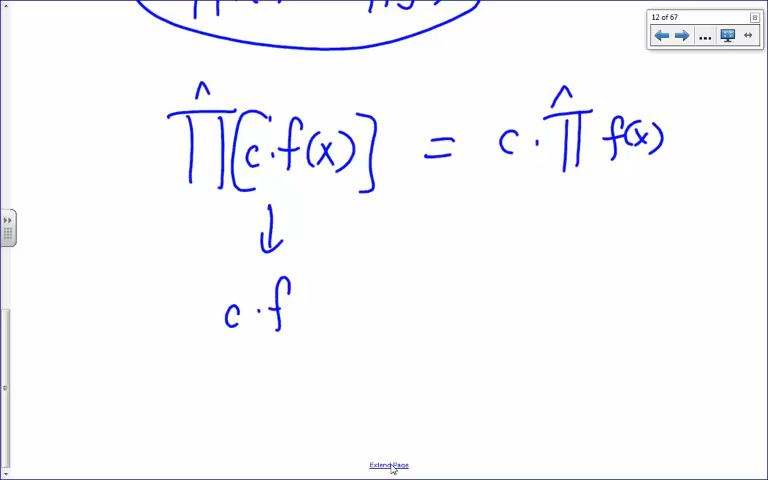 12 of 67
Π̂[c·f(x)] = c·Π̂ f(x)
↓
c·f
Extend Page